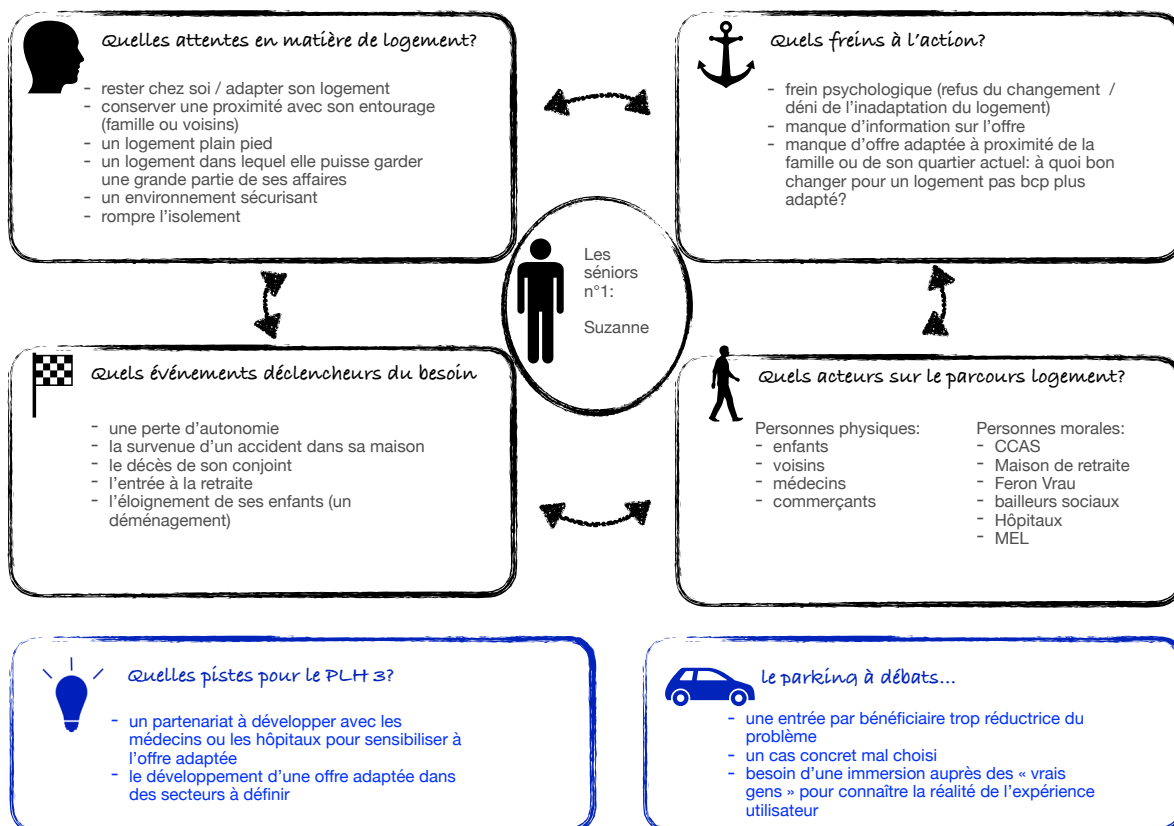 Quelles attentes en matière de logement?
- rester chez soi / adapter son logement
- conserver une proximité avec son entourage
(famille ou voisins)
- un logement plain pied
- un logement dans lequel elle puisse garder
une grande partie de ses affaires
- un environnement sécurisant
- rompre l'isolement
Quels freins à l'action?
- frein psychologique (refus du changement /
déni de l'inadaptation du logement)
- manque d'information sur l'offre
- manque d'offre adaptée à proximité de la
famille ou de son quartier actuel: à quoi bon
changer pour un logement pas bcp plus
adapté?
Les
séniors
n°1:
Suzanne
Quels événements déclencheurs du besoin
- une perte d'autonomie
- la survenue d'un accident dans sa maison
- le décès de son conjoint
- l'entrée à la retraite
- l'éloignement de ses enfants (un
déménagement)
Quels acteurs sur le parcours logement?
Personnes physiques:
- enfants
- voisins
- médecins
- commerçants
Personnes morales:
- CCAS
- Maison de retraite
- Feron Vrau
- bailleurs sociaux
- Hôpitaux
- MEL
Quelles pistes pour le PLH 3?
- un partenariat à développer avec les
médecins ou les hôpitaux pour sensibiliser à
l'offre adaptée
- le développement d'une offre adaptée dans
des secteurs à définir
le parking à débats...
- une entrée par bénéficiaire trop réductrice du
problème
- un cas concret mal choisi
- besoin d'une immersion auprès des « vrais
gens » pour connaître la réalité de l'expérience
utilisateur